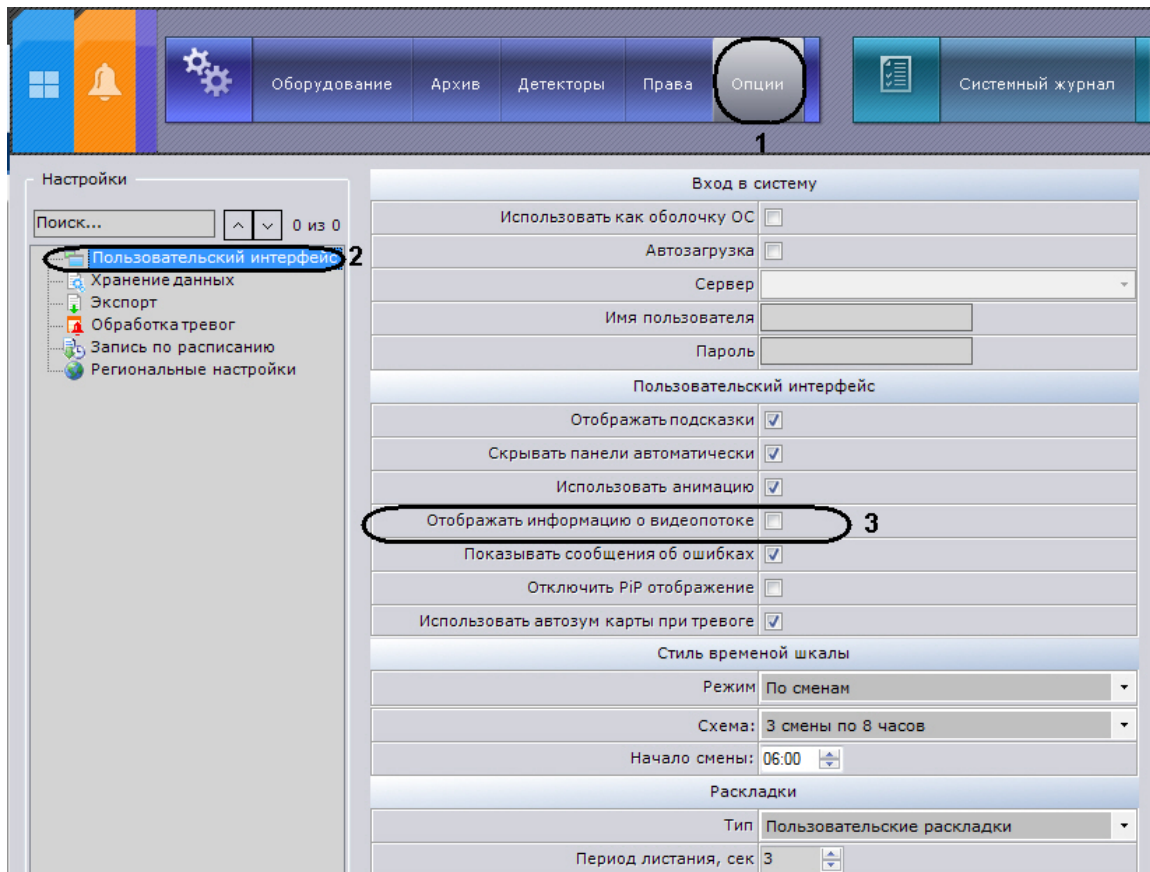 Оборудование Архив Детекторы Права Опции Системный журнал
1
Настройки
Поиск... 0 из 0
Пользовательский интерфейс 2
Хранение данных
Экспорт
Обработка тревог
Запись по расписанию
Региональные настройки
Вход в систему
Использовать как оболочку ОС
Автозагрузка
Сервер
Имя пользователя
Пароль
Пользовательский интерфейс
Отображать подсказки
Скрывать панели автоматически
Использовать анимацию
Отображать информацию о видеопотоке 3
Показывать сообщения об ошибках
Отключить PiP отображение
Использовать автозум карты при тревоге
Стиль временой шкалы
Режим По сменам
Схема: 3 смены по 8 часов
Начало смены: 06:00
Раскладки
Тип Пользовательские раскладки
Период листания, сек 3